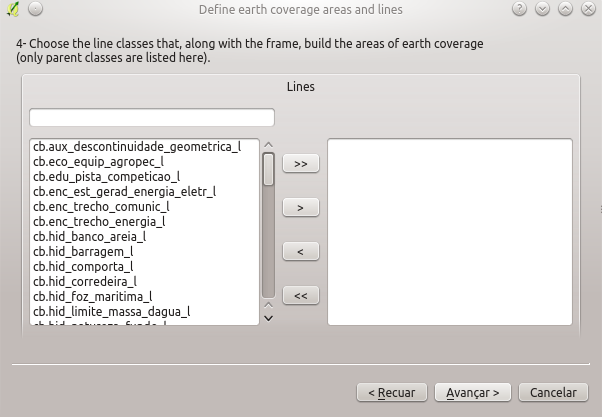 Define earth coverage areas and lines
4- Choose the line classes that, along with the frame, build the areas of earth coverage
(only parent classes are listed here).
Lines
cb.aux_descontinuidade_geometrica_l
cb.eco_equip_agropec_l
cb.edu_pista_competicao_l
cb.enc_est_gerad_energia_eletr_l
cb.enc_trecho_comunic_l
cb.enc_trecho_energia_l
cb.hid_banco_areia_l
cb.hid_barragem_l
cb.hid_comporta_l
cb.hid_corredeira_l
cb.hid_foz_maritima_l
cb.hid_limite_massa_dagua_l
>>
>
<
<<
< Recuar
Avançar >
Cancelar